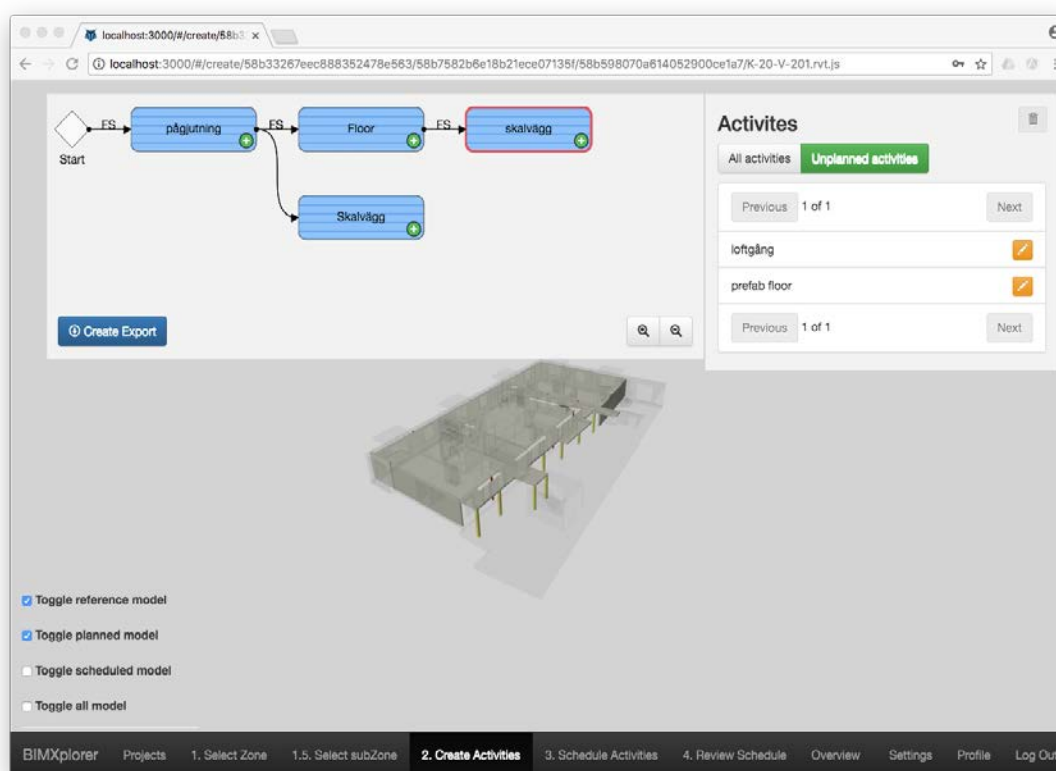 localhost:3000/#/create/58b3
localhost:3000/#/create/58b33267eec888352478e563/58b7582b6e18b21ece07135f/58b598070a614052900ce1a7/K-20-V-201.rvt.js
Start
FS
pågjutning
FS
Floor
FS
skalvägg
Skalvägg
Create Export
Activites
All activities
Unplanned activities
Previous 1 of 1 Next
loftgång
prefab floor
Previous 1 of 1 Next
Toggle reference model
Toggle planned model
Toggle scheduled model
Toggle all model
BIMXplorer Projects 1. Select Zone 1.5. Select subZone 2. Create Activities 3. Schedule Activities 4. Review Schedule Overview Settings Profile Log Out